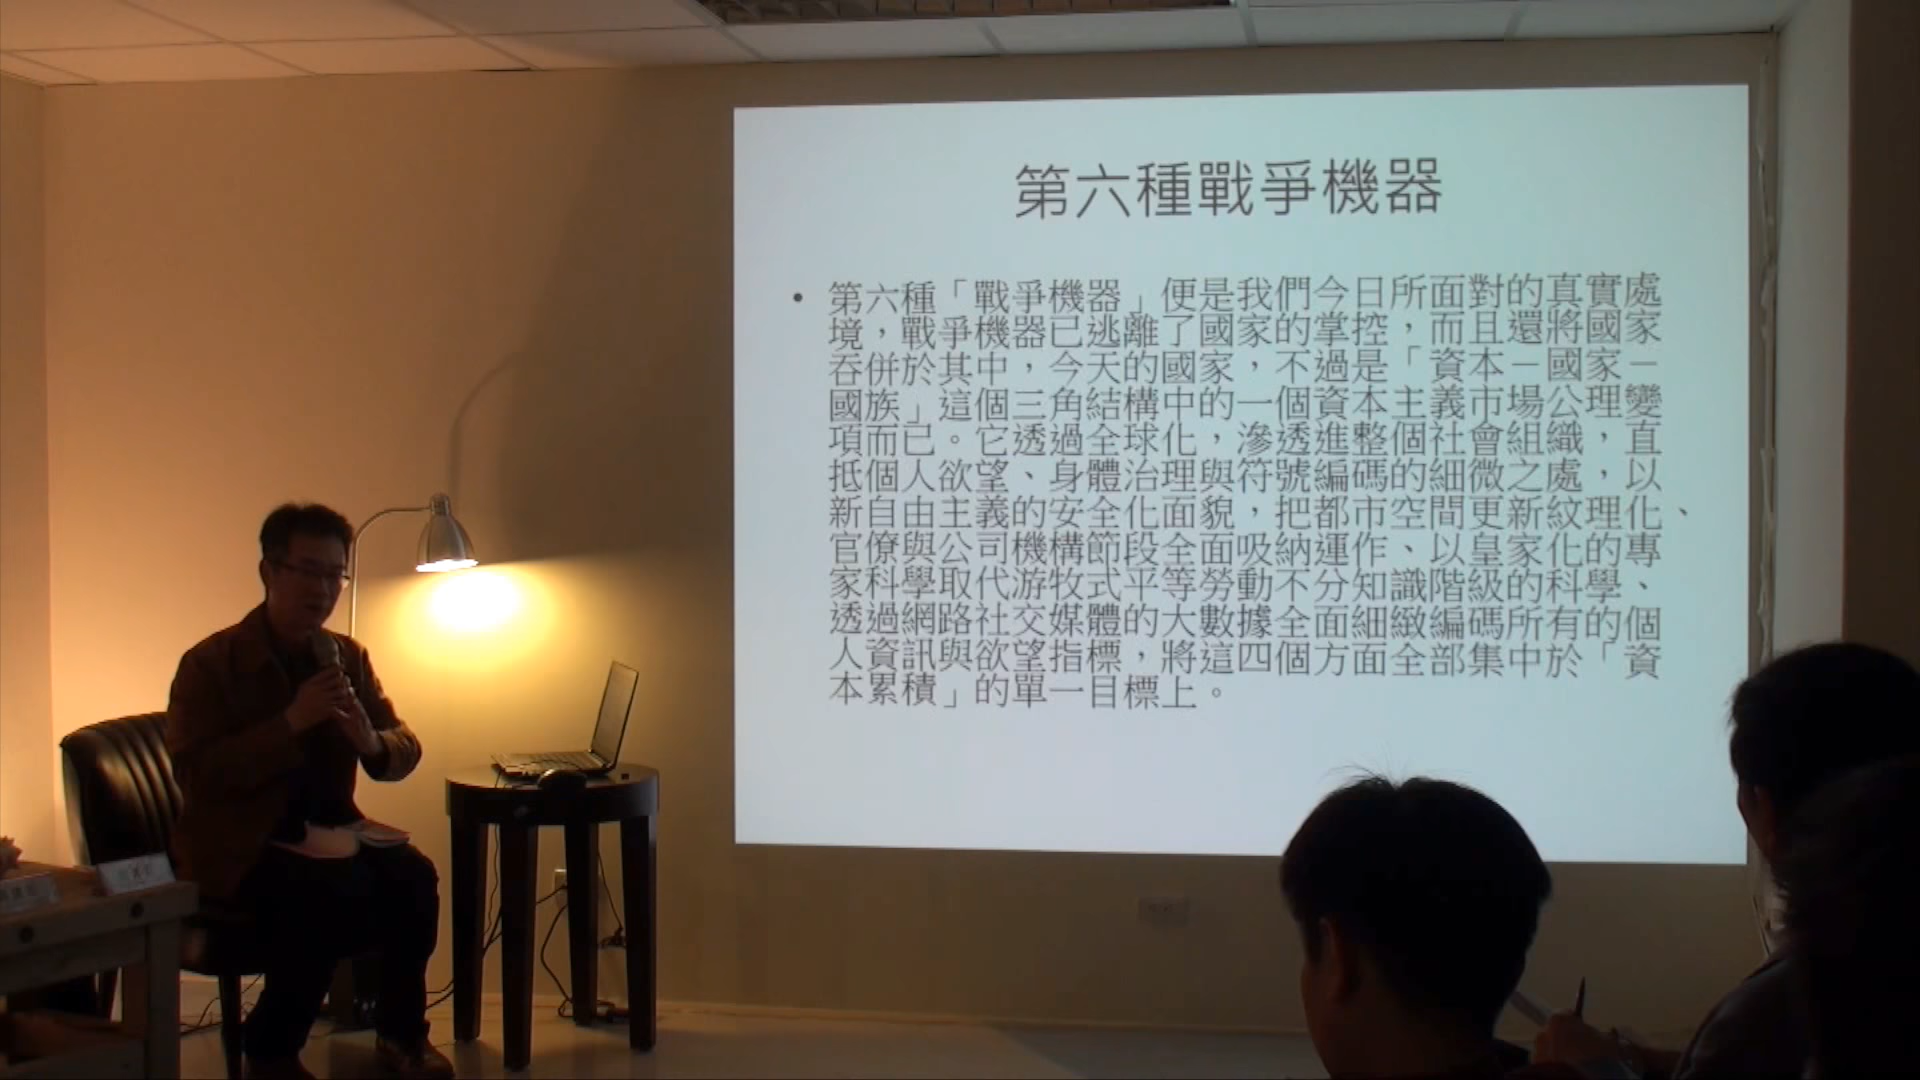 第六種戰爭機器
• 第六種「戰爭機器」便是我們今日所面對的真實處
境，戰爭機器已逃離了國家的掌控，而且還將國家
吞併於其中，今天的國家，不過是「資本－國家－
國族」這個三角結構中的一個資本主義市場公理變
項而已。它透過全球化，滲透進整個社會組織，直
抵個人欲望、身體治理與符號編碼的細微之處，以
新自由主義的安全化面貌，把都市空間更新紋理化、
官僚與公司機構節段全面吸納運作、以皇家化的專
家科學取代游牧式平等勞動不分知識階級的科學、
透過網路社交媒體的大數據全面細緻編碼所有的個
人資訊與欲望指標，將這四個方面全部集中於「資
本累積」的單一目標上。